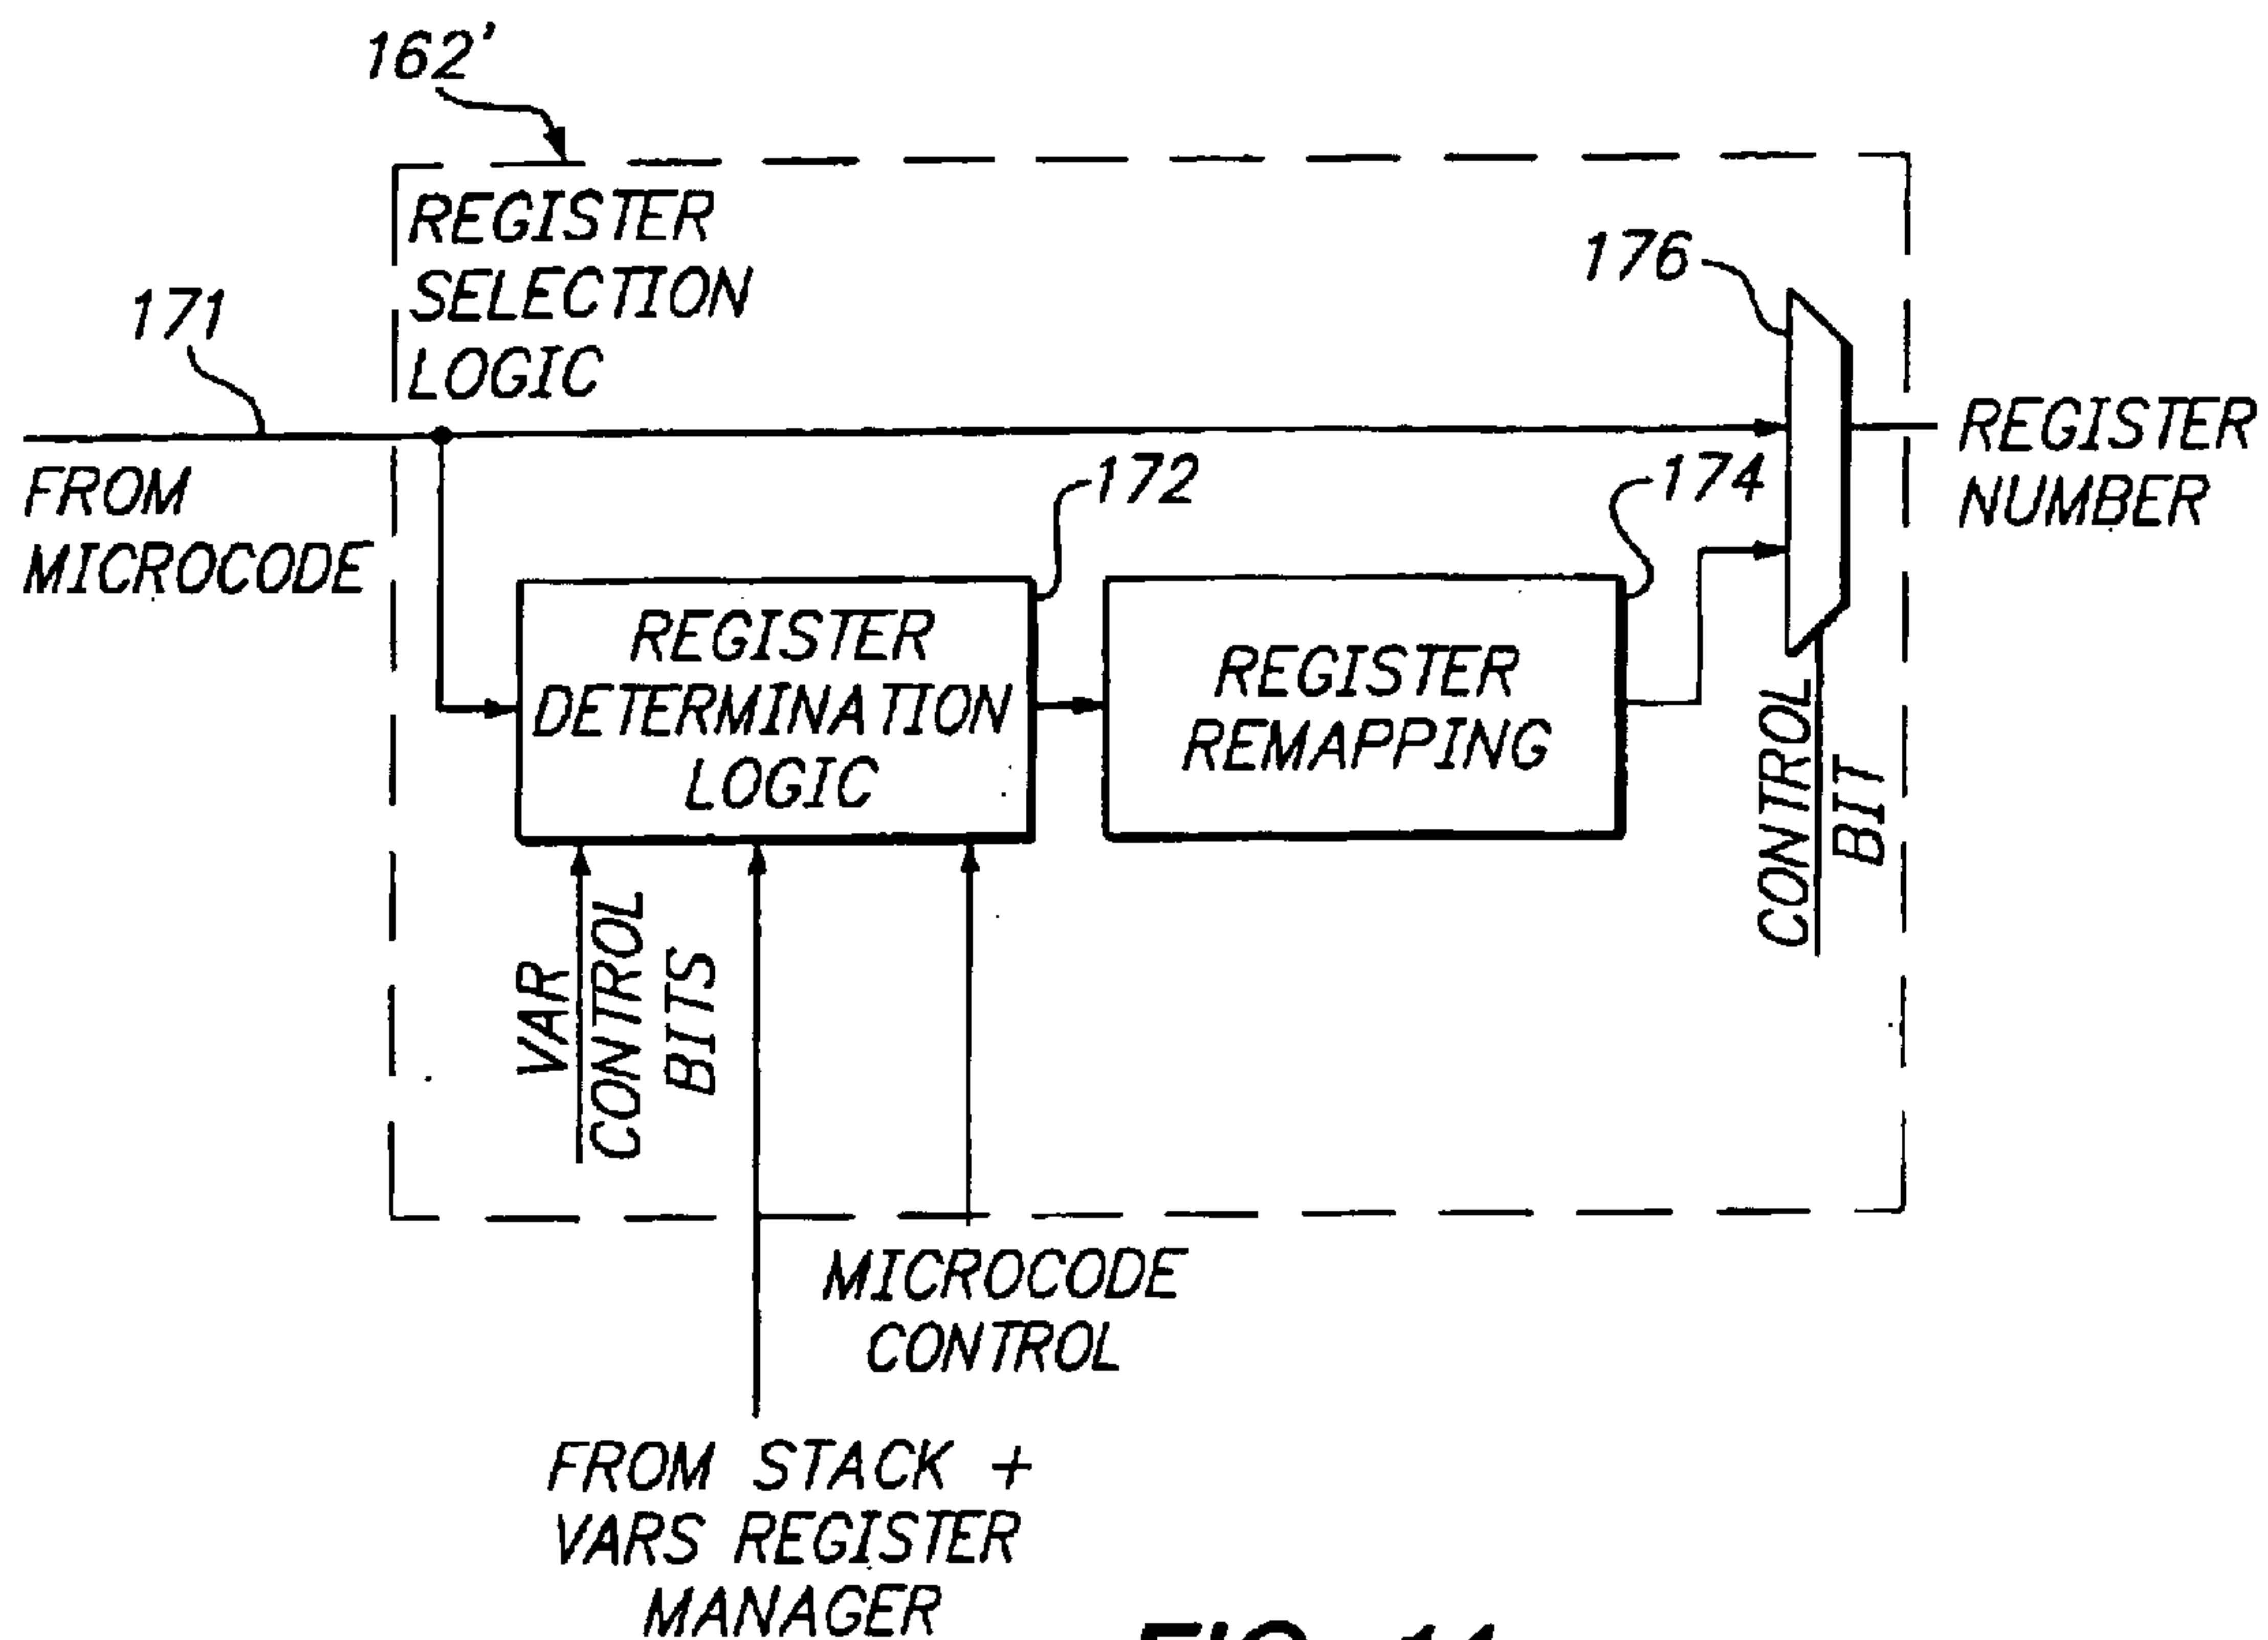 162'
REGISTER
SELECTION
LOGIC
176
171
REGISTER
NUMBER
FROM
MICROCODE
172
174
REGISTER
DETERMINATION
LOGIC
REGISTER
REMAPPING
CONTROL
BIT
VAR
CONTROL
BITS
MICROCODE
CONTROL
FROM STACK +
VARS REGISTER
MANAGER